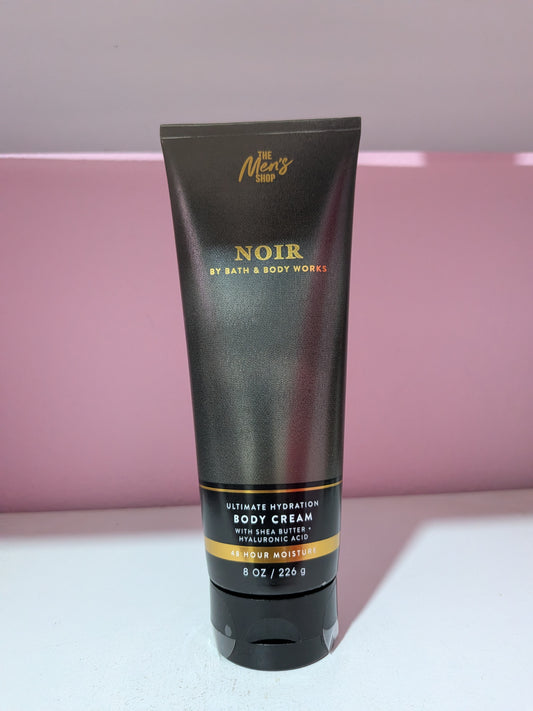 THE
Men's
SHOP
NOIR
BY BATH & BODY WORKS
ULTIMATE HYDRATION
BODY CREAM
WITH SHEA BUTTER +
HYALURONIC ACID
48 HOUR MOISTURE
8 OZ / 226 g